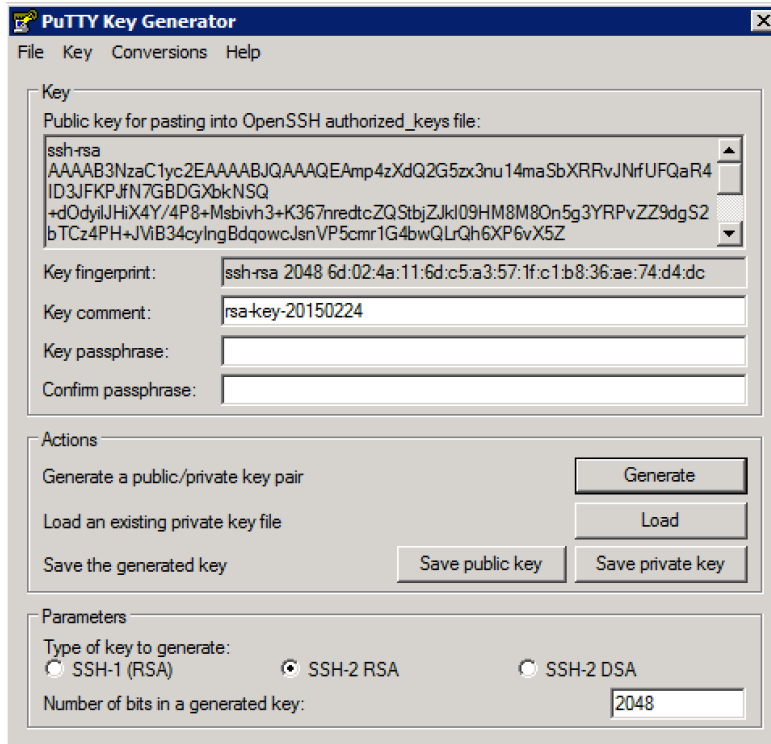 PuTTY Key Generator
File Key Conversions Help
Key
Public key for pasting into OpenSSH authorized_keys file:
ssh-rsa
AAAAB3NzaC1yc2EAAAABJQAAAQEAmp4zXdQ2G5zx3nu14maSbXRRvJNrfUFQaR4
ID3JFKPJfN7GBDGXbkNSQ
+dOdyilJHiX4Y/4P8+Msbivh3+K367nredtcZQStbjZJkl09HM8M8On5g3YRPvZZ9dgS2
bTCz4PH+JViB34cyIngBdqowcJsnVP5cmr1G4bwQLrQh6XP6vX5Z
Key fingerprint: ssh-rsa 2048 6d:02:4a:11:6d:c5:a3:57:1f:c1:b8:36:ae:74:d4:dc
Key comment: rsa-key-20150224
Key passphrase:
Confirm passphrase:
Actions
Generate a public/private key pair Generate
Load an existing private key file Load
Save the generated key Save public key Save private key
Parameters
Type of key to generate:
SSH-1 (RSA) SSH-2 RSA SSH-2 DSA
Number of bits in a generated key: 2048